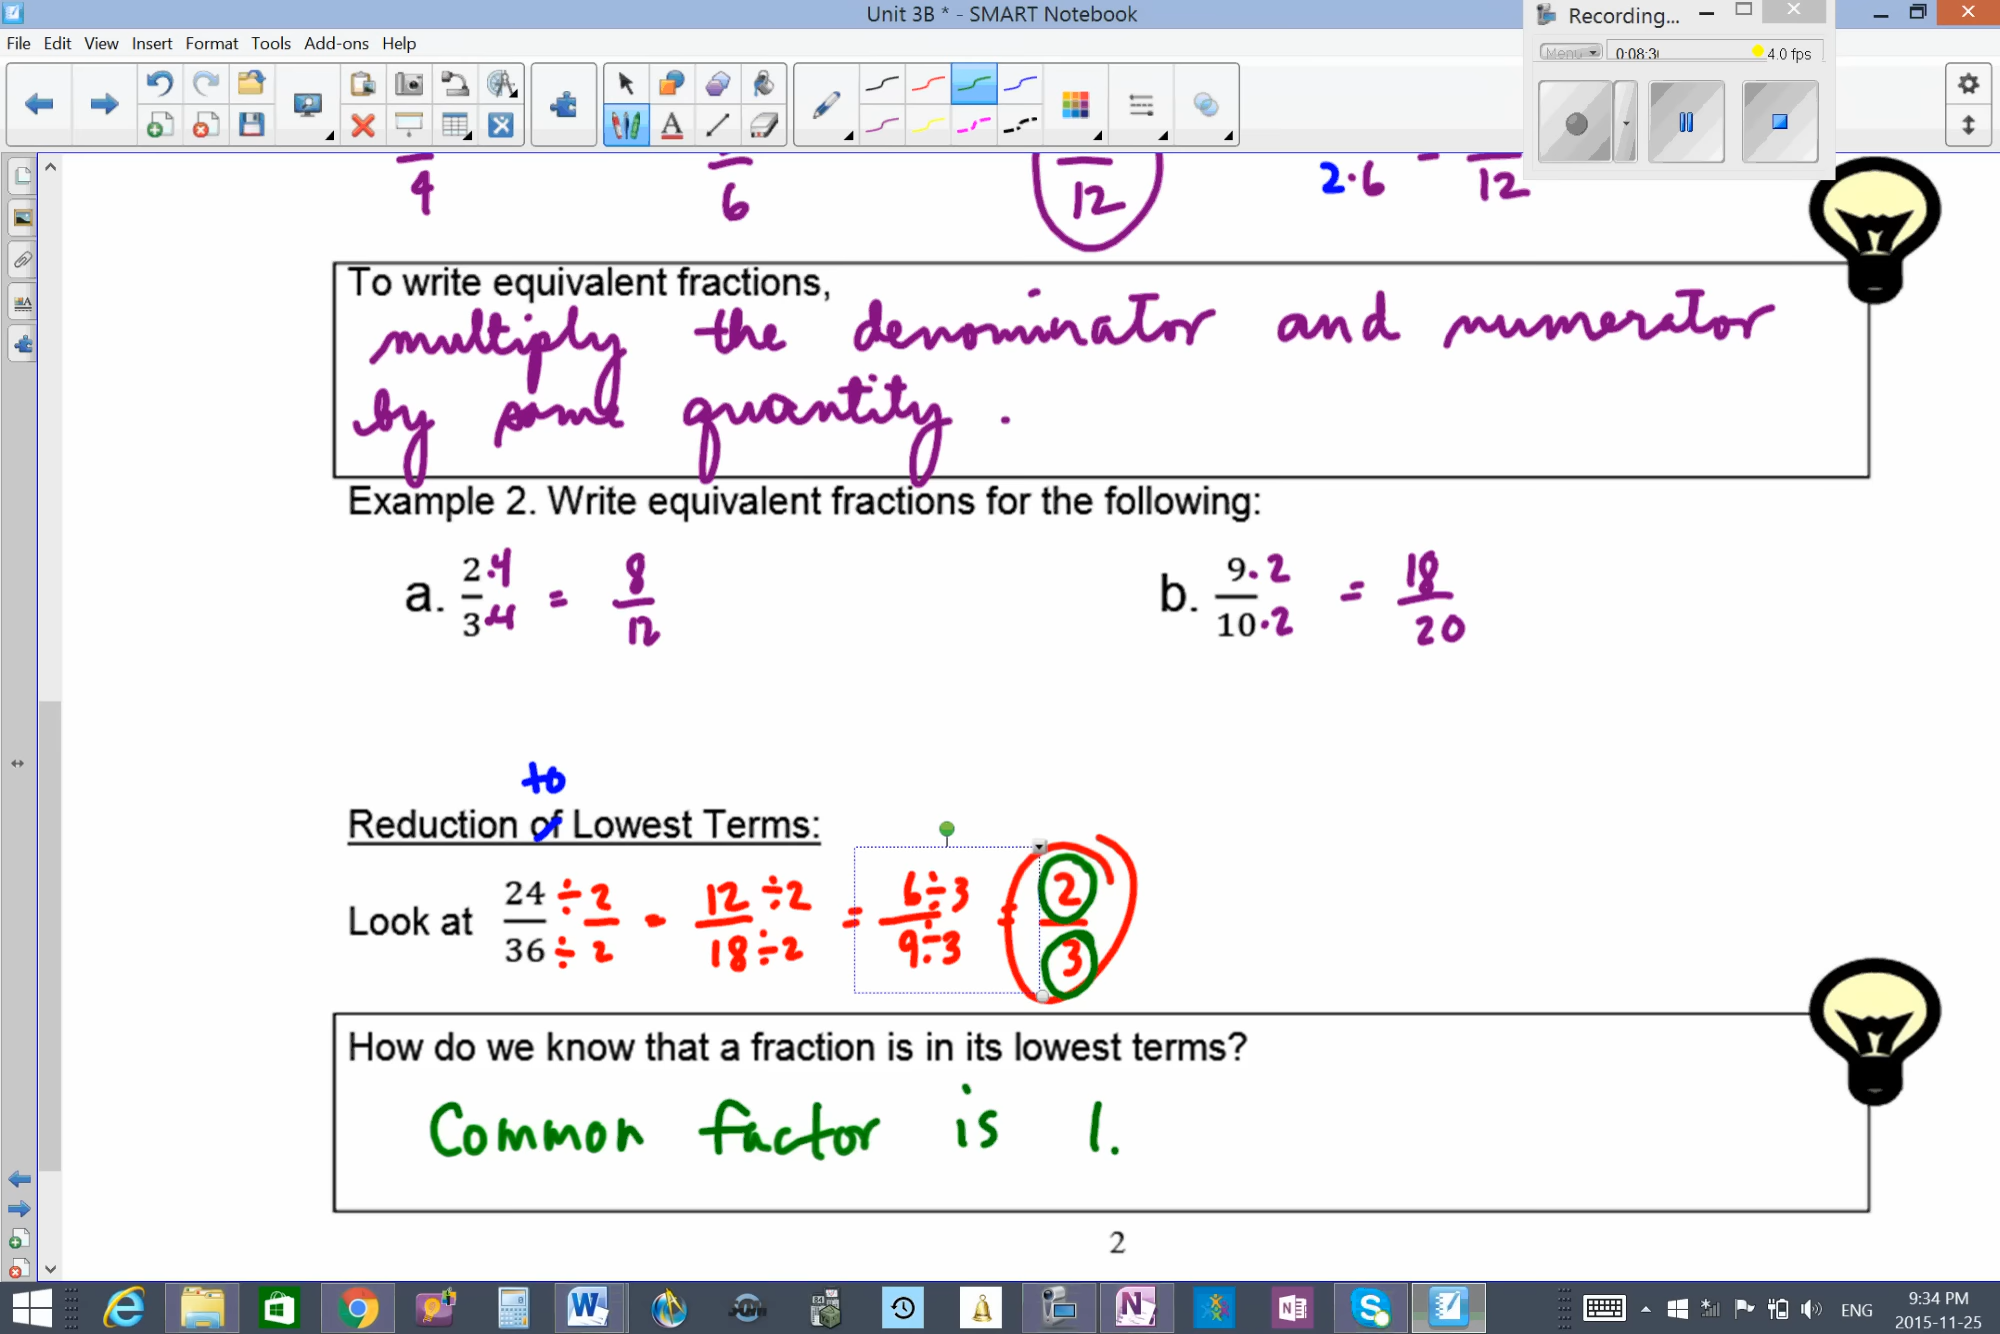 Unit 3B * - SMART Notebook
Recording...
File Edit View Insert Format Tools Add-ons Help
Menu 0:08:3 4.0 fps
4 6 12 2·6 = 12
To write equivalent fractions,
multiply the denominator and numerator
by same quantity.
Example 2. Write equivalent fractions for the following:
a. 2·4/3·4 = 8/12 b. 9·2/10·2 = 18/20
to
Reduction of Lowest Terms:
Look at 24÷2/36÷2 = 12÷2/18÷2 = 6÷3/9÷3 = 2/3
How do we know that a fraction is in its lowest terms?
Common factor is 1.
2
ENG
9:34 PM
2015-11-25